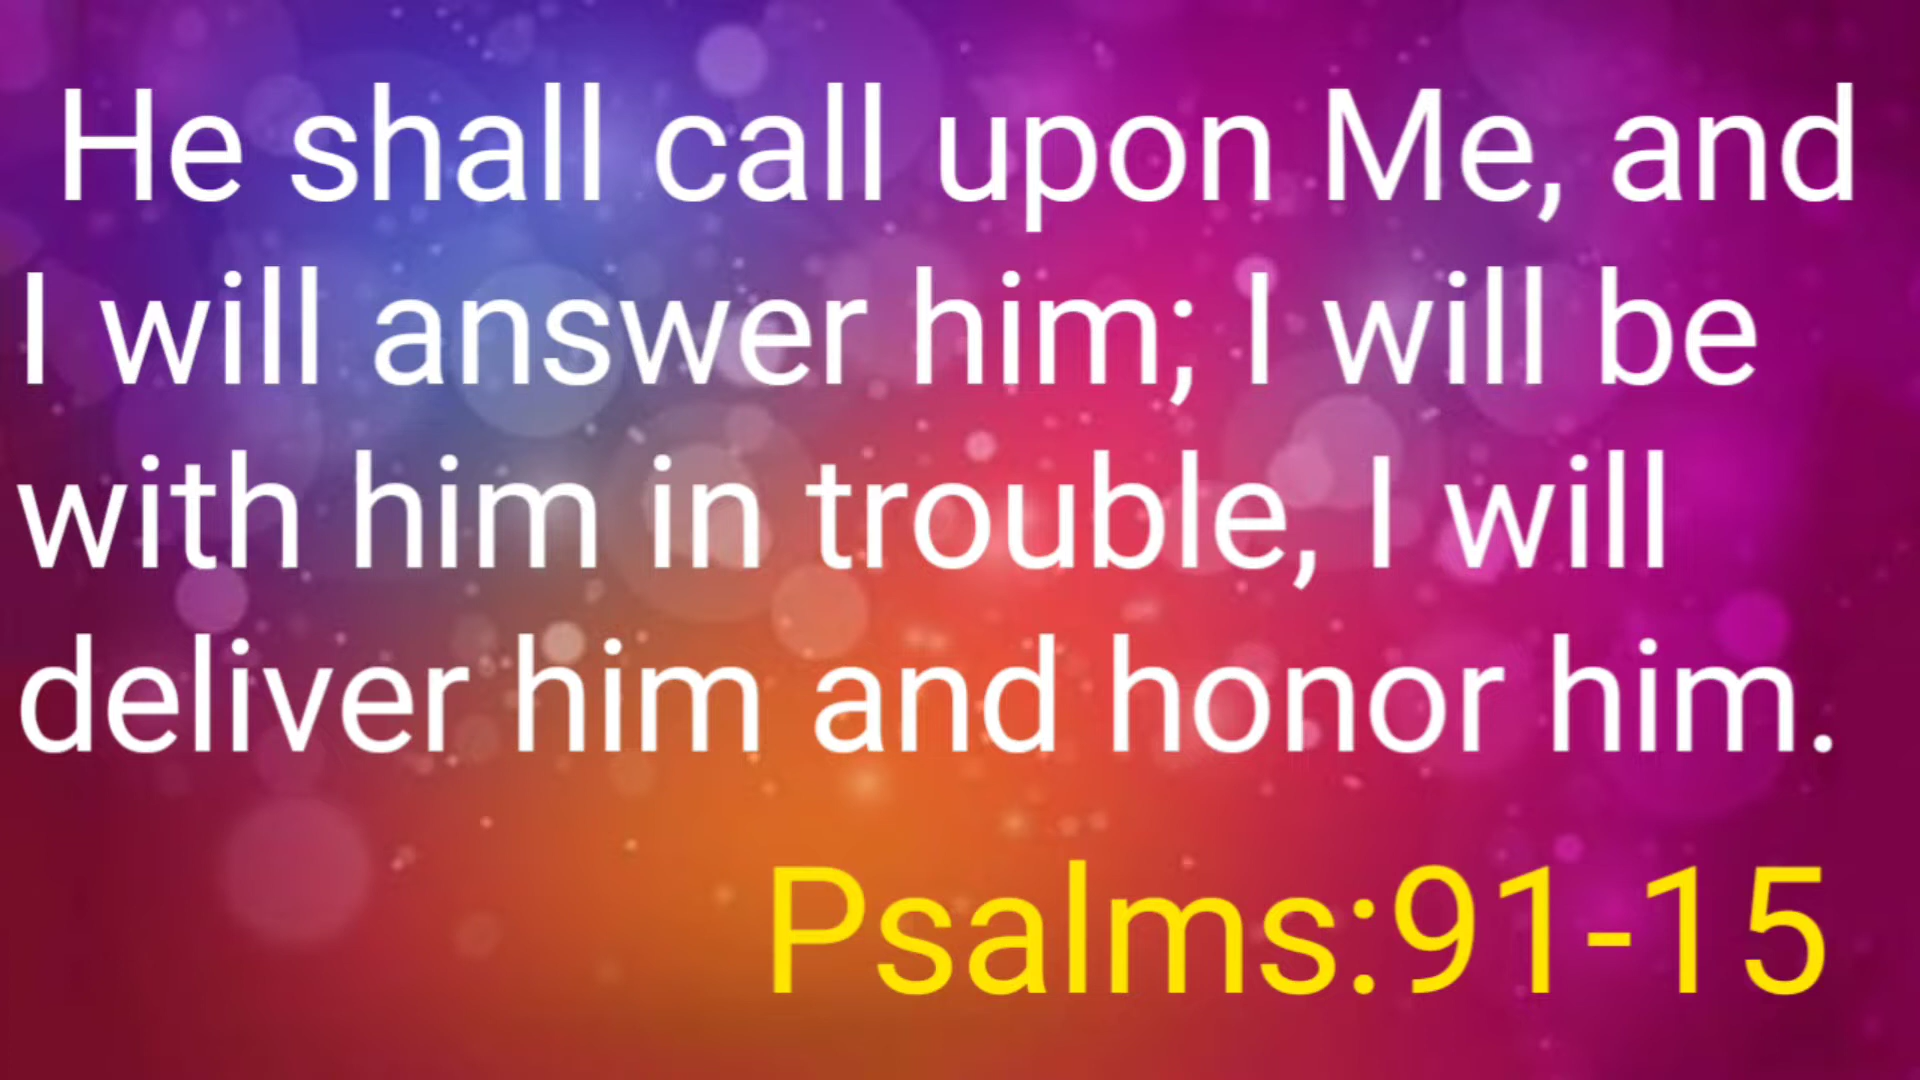 He shall call upon Me, and
I will answer him; I will be
with him in trouble, I will
deliver him and honor him.
Psalms:91-15